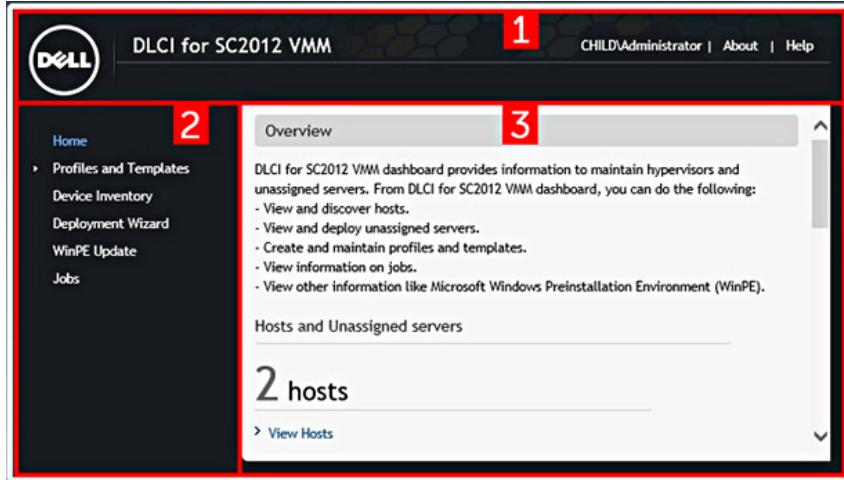 DELL
DLCI for SC2012 VMM
1
CHILD\Administrator | About | Help
2
Home
Profiles and Templates
Device Inventory
Deployment Wizard
WinPE Update
Jobs
3
Overview
DLCI for SC2012 VMM dashboard provides information to maintain hypervisors and
unassigned servers. From DLCI for SC2012 VMM dashboard, you can do the following:
- View and discover hosts.
- View and deploy unassigned servers.
- Create and maintain profiles and templates.
- View information on jobs.
- View other information like Microsoft Windows Preinstallation Environment (WinPE).
Hosts and Unassigned servers
2 hosts
View Hosts